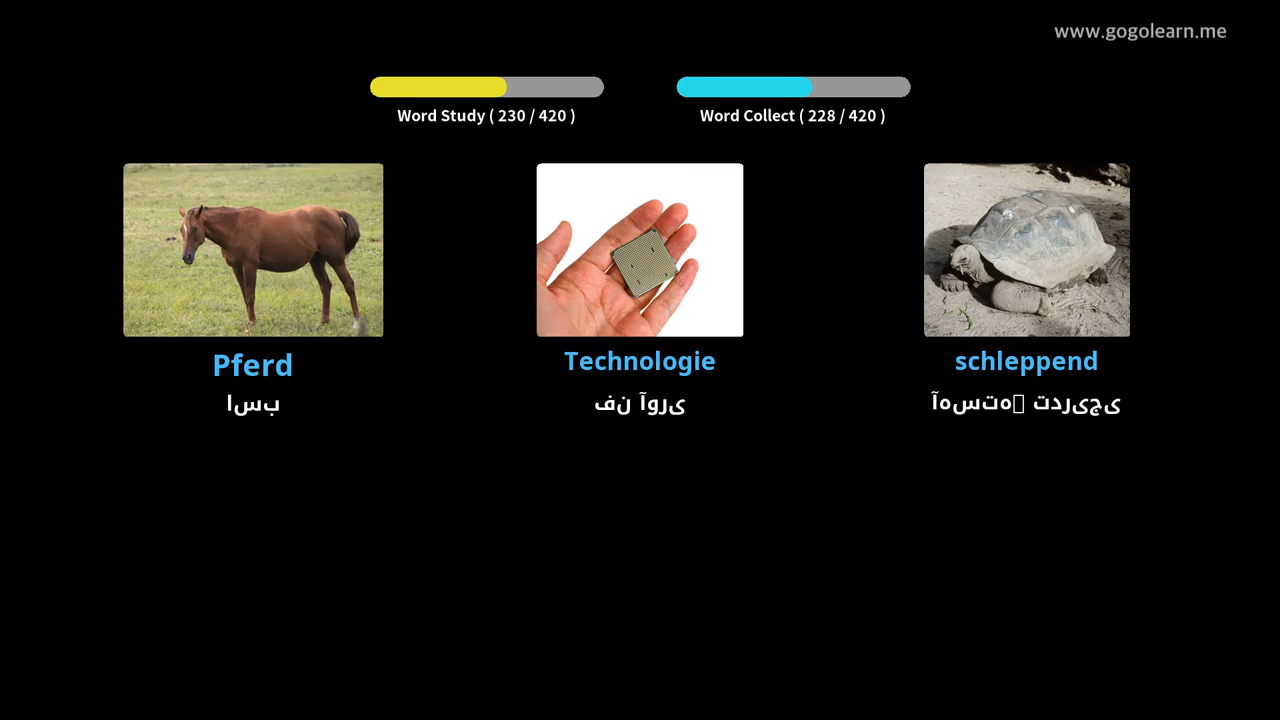 www.gogolearn.me
Word Study ( 230 / 420 )
Word Collect ( 228 / 420 )
Pferd
اسب
Technologie
فن آوری
schleppend
آهسته▯ تدریجی